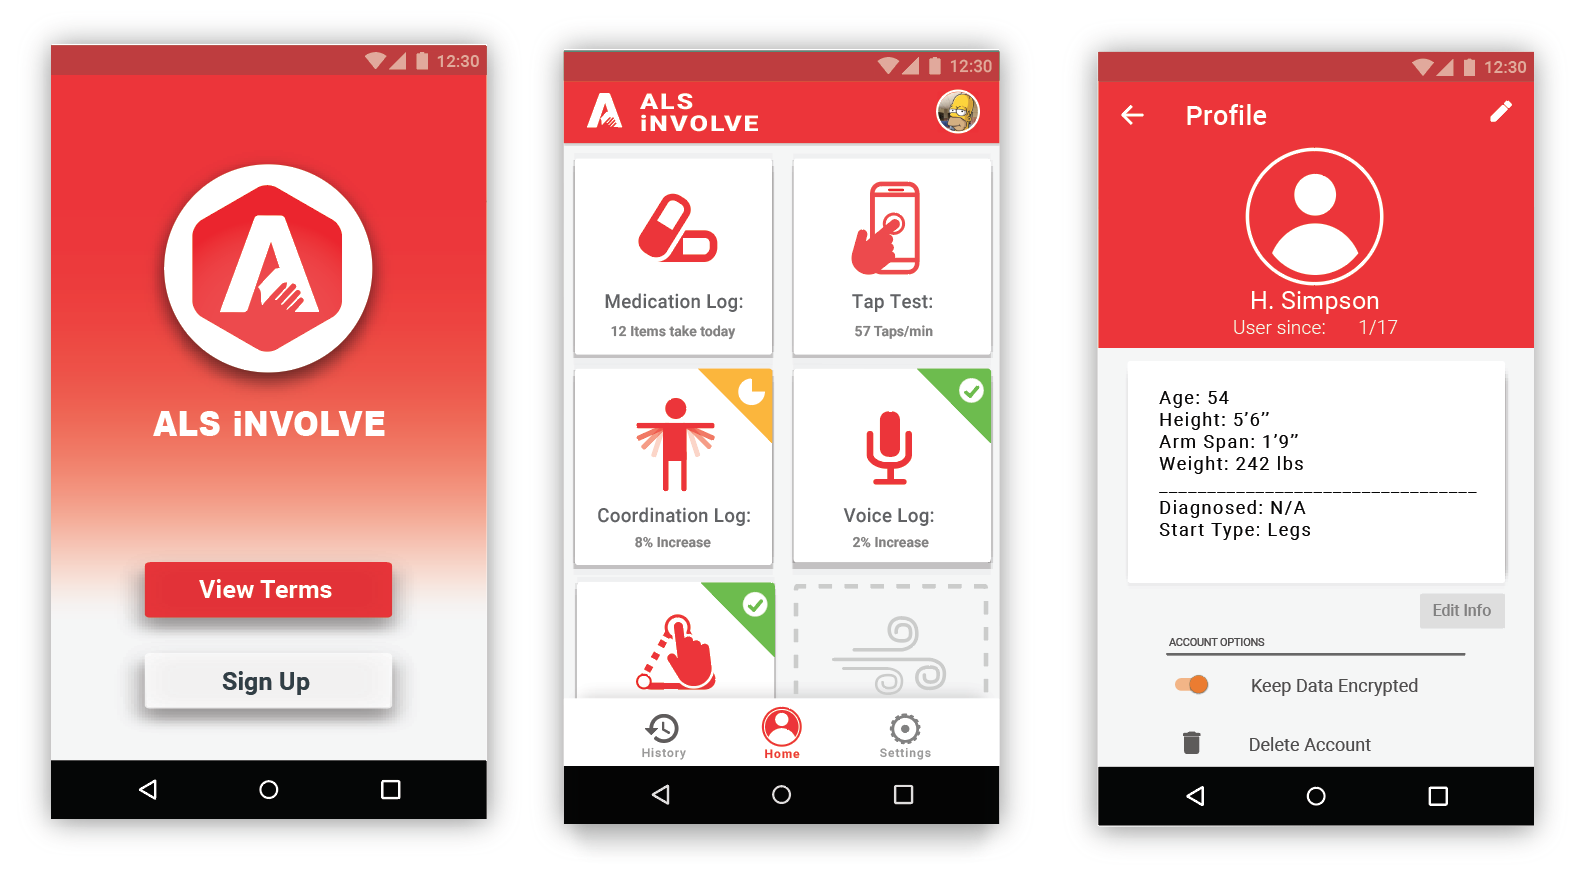 12:30
ALS iNVOLVE
View Terms
Sign Up
12:30
ALS
iNVOLVE
Medication Log:
12 Items take today
Tap Test:
57 Taps/min
Coordination Log:
8% Increase
Voice Log:
2% Increase
History
Home
Settings
12:30
Profile
H. Simpson
User since: 1/17
Age: 54
Height: 5’6’’
Arm Span: 1’9’’
Weight: 242 lbs
Diagnosed: N/A
Start Type: Legs
Edit Info
ACCOUNT OPTIONS
Keep Data Encrypted
Delete Account